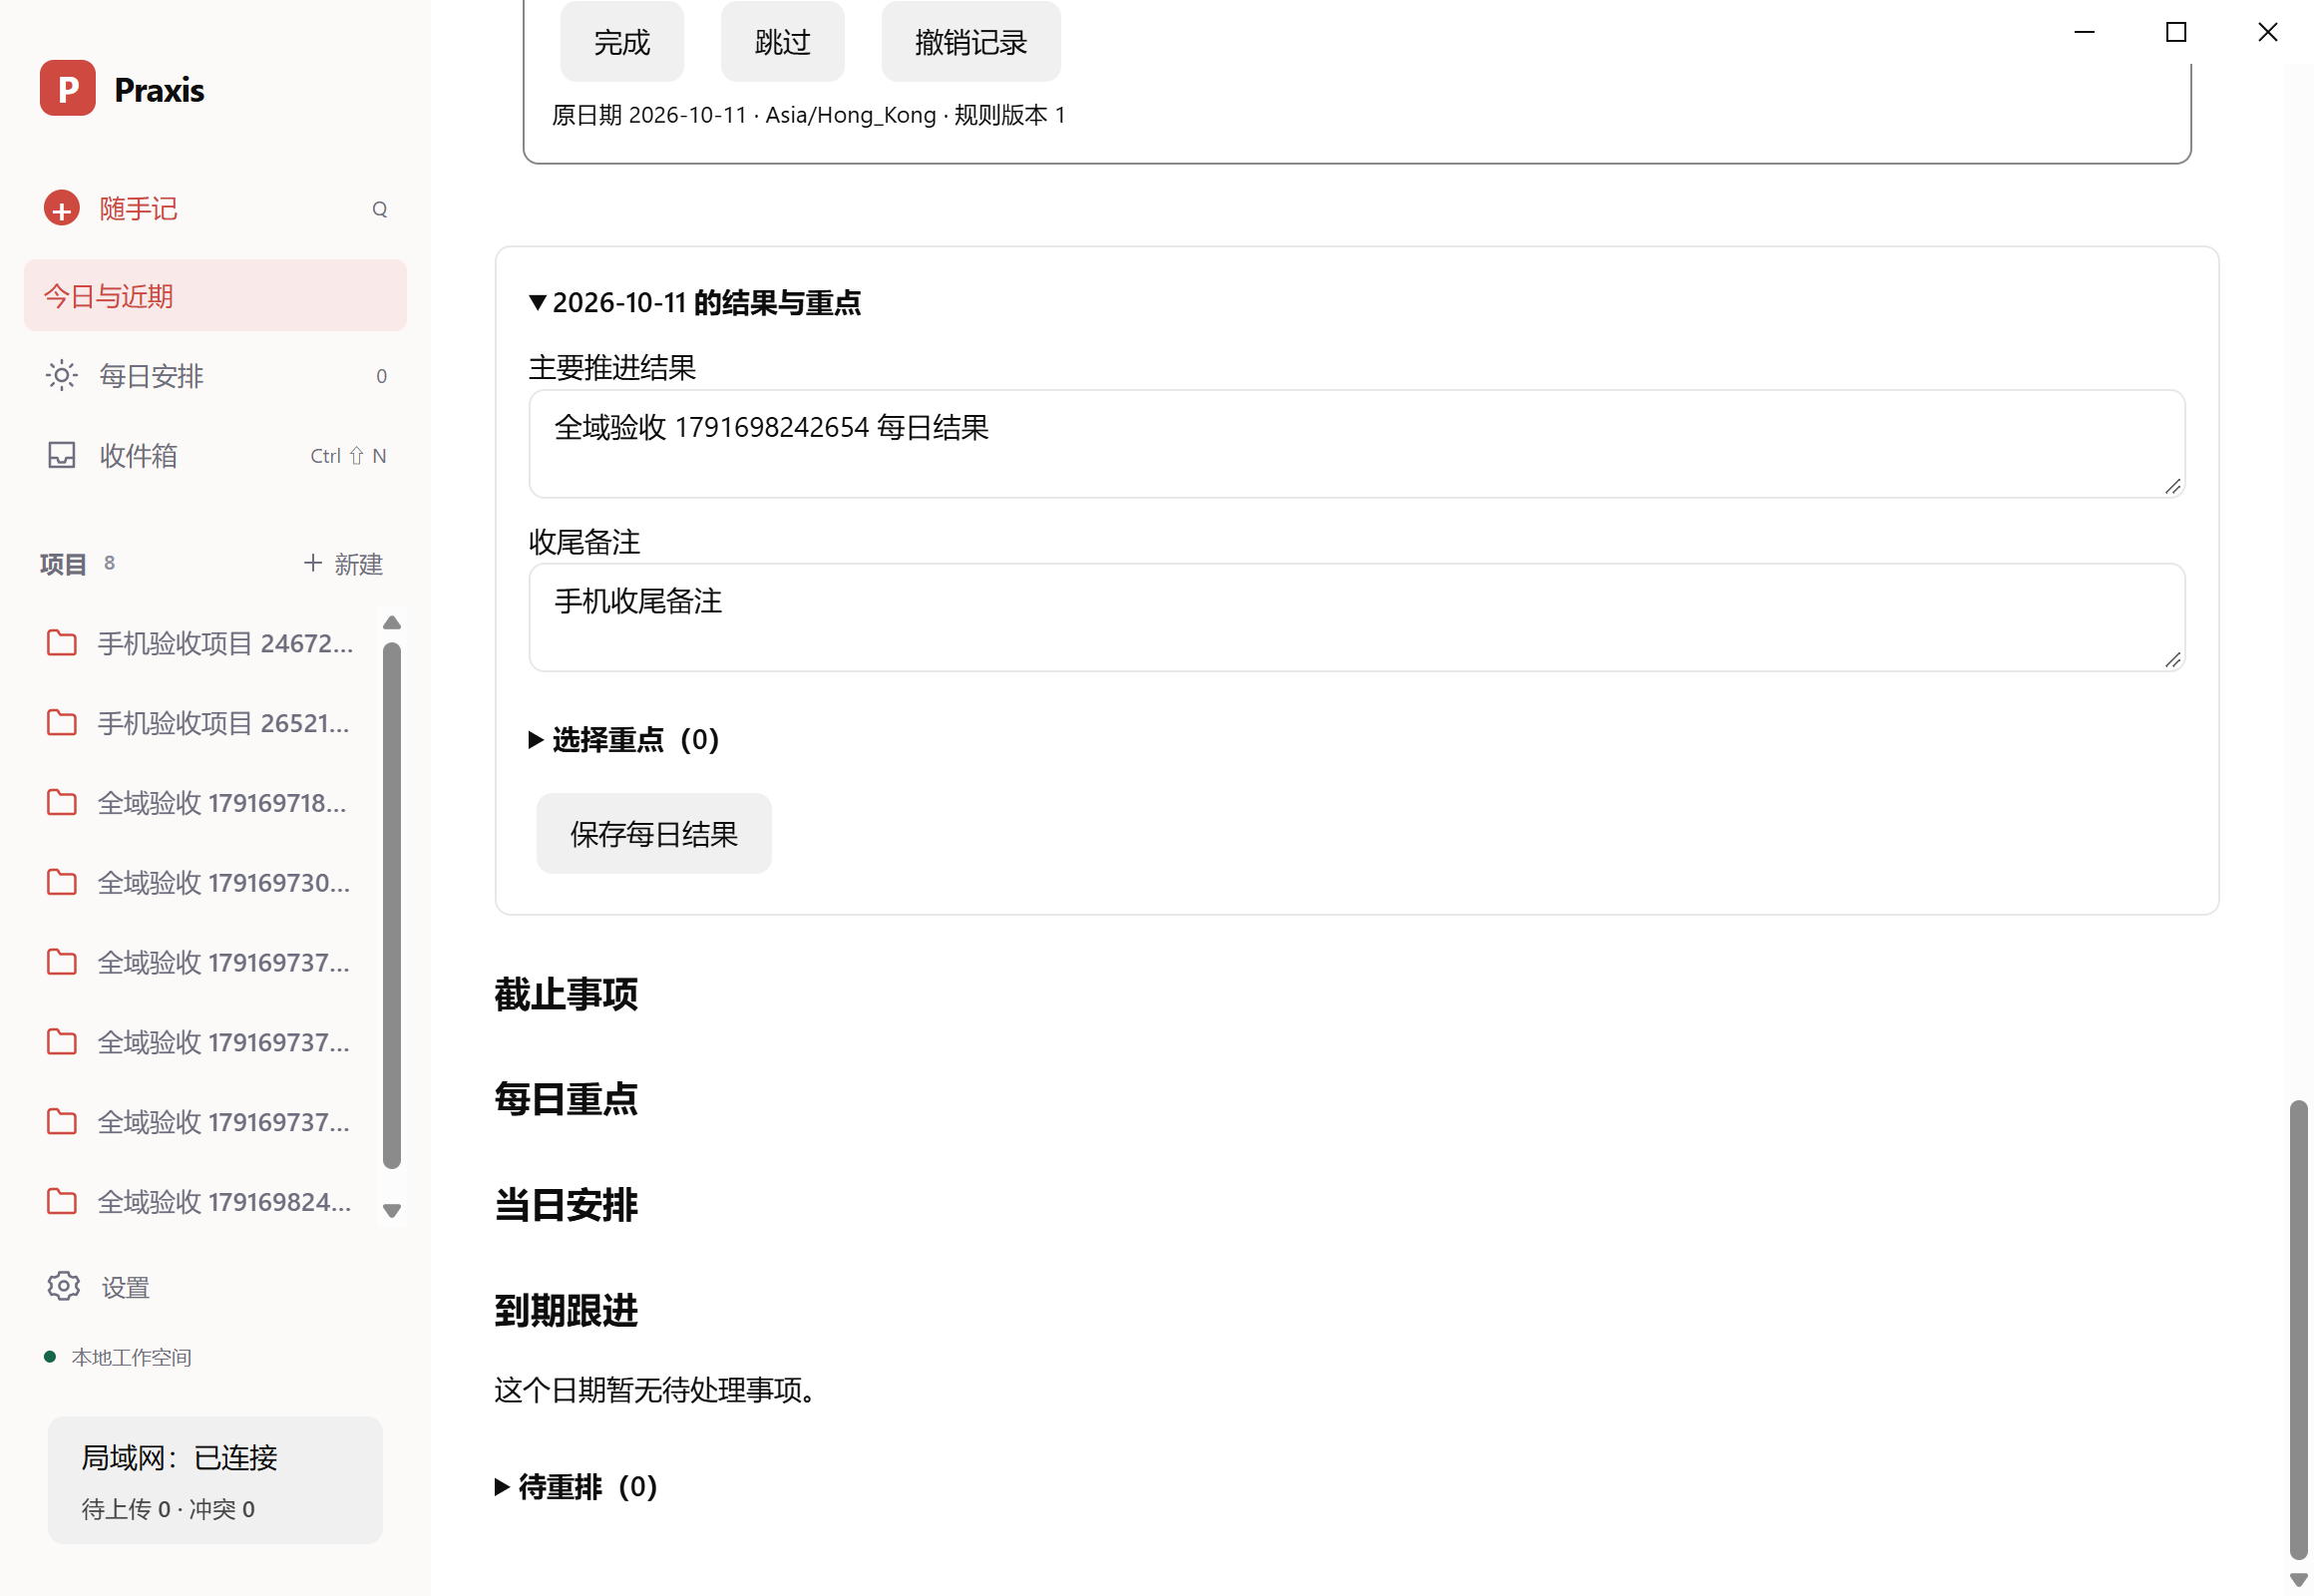 P Praxis
随手记 Q
今日与近期
每日安排 0
收件箱 Ctrl ⇧ N
项目 8 + 新建
手机验收项目 24672...
手机验收项目 26521...
全域验收 179169718...
全域验收 179169730...
全域验收 179169737...
全域验收 179169737...
全域验收 179169737...
全域验收 179169824...
设置
本地工作空间
局域网：已连接
待上传 0 · 冲突 0
完成 跳过 撤销记录
原日期 2026-10-11 · Asia/Hong_Kong · 规则版本 1
▼2026-10-11 的结果与重点
主要推进结果
全域验收 1791698242654 每日结果
收尾备注
手机收尾备注
▶ 选择重点（0）
保存每日结果
截止事项
每日重点
当日安排
到期跟进
这个日期暂无待处理事项。
▶ 待重排（0）